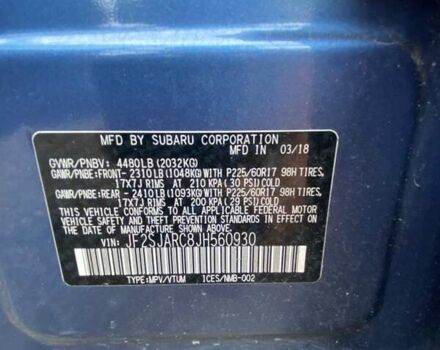 MFD BY SUBARU CORPORATION
IN 03/18
GVWR/PNBV: 4480LB(2032KG)
GAWR/PNBE:FRONT- 2310LB(1048KG)WITH P225/60R17 98H TIRES,
17X7J RIMS AT 210 KPA (30 PSI)COLD
GAWR/PNBE:REAR - 2410LB(1093KG)WITH P225/60R17 98H TIRES,
17X7J RIMS AT 200 KPA (29 PSI)COLD
THIS VEHICLE CONFORMS TO ALL APPLICABLE U.S. FEDERAL
MOTOR VEHICLE SAFETY AND
STANDARDS IN EFFECT ON THE DATE OF MANUFACTURE
SHOWN ABOVE.
VIN: JF2SJARC8JH560930
TYPE:MPV/VTUM ICES/NMB-002